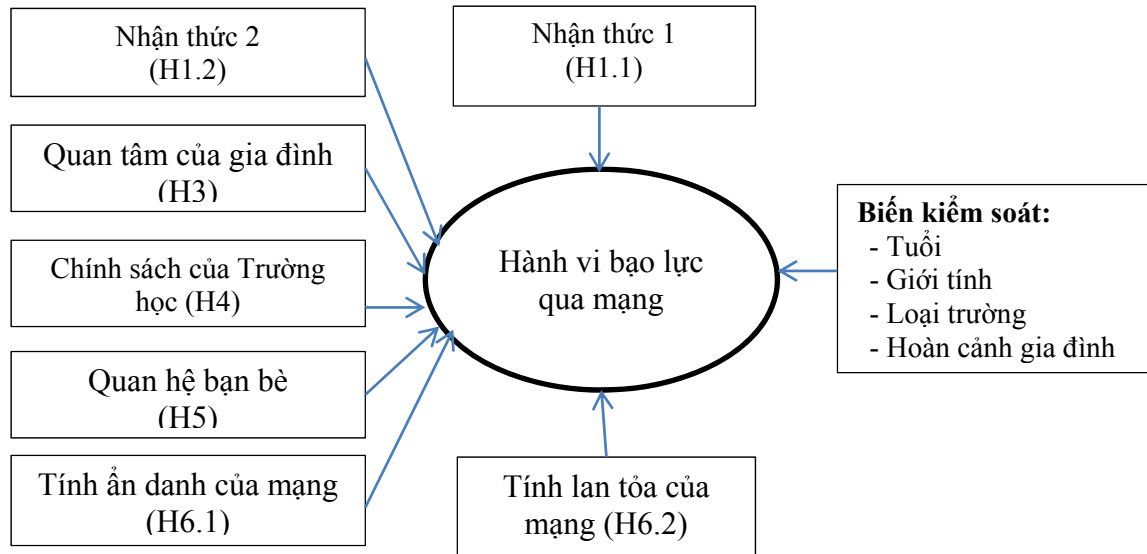 Nhận thức 2
(H1.2)
Nhận thức 1
(H1.1)
Quan tâm của gia đình
(H3)
Chính sách của Trường
học (H4)
Quan hệ bạn bè
(H5)
Tính ẩn danh của mạng
(H6.1)
Hành vi bạo lực
qua mạng
Tính lan tỏa của
mạng (H6.2)
Biến kiểm soát:
- Tuổi
- Giới tính
- Loại trường
- Hoàn cảnh gia đình